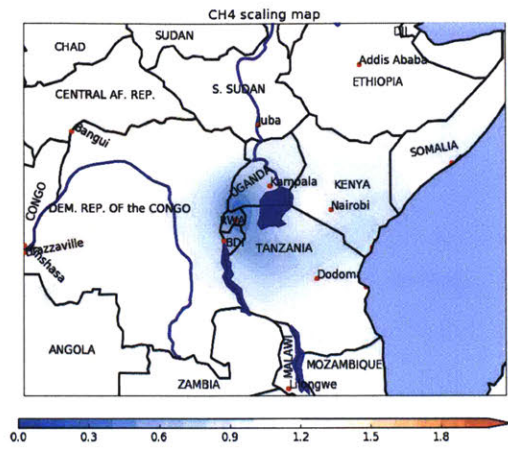 CH4 scaling map
SUDAN
CHAD
Addis Ababa
ETHIOPIA
S. SUDAN
CENTRAL AF. REP.
Juba
Bangui
SOMALIA
UGANDA
Kampala
KENYA
CONGO
DEM. REP. OF the CONGO
Nairobi
RWA
BDI
TANZANIA
Brazzaville
Kinshasa
Dodoma
ANGOLA
MALAWI
MOZAMBIQUE
ZAMBIA
Lilongwe
0.0 0.3 0.6 0.9 1.2 1.5 1.8